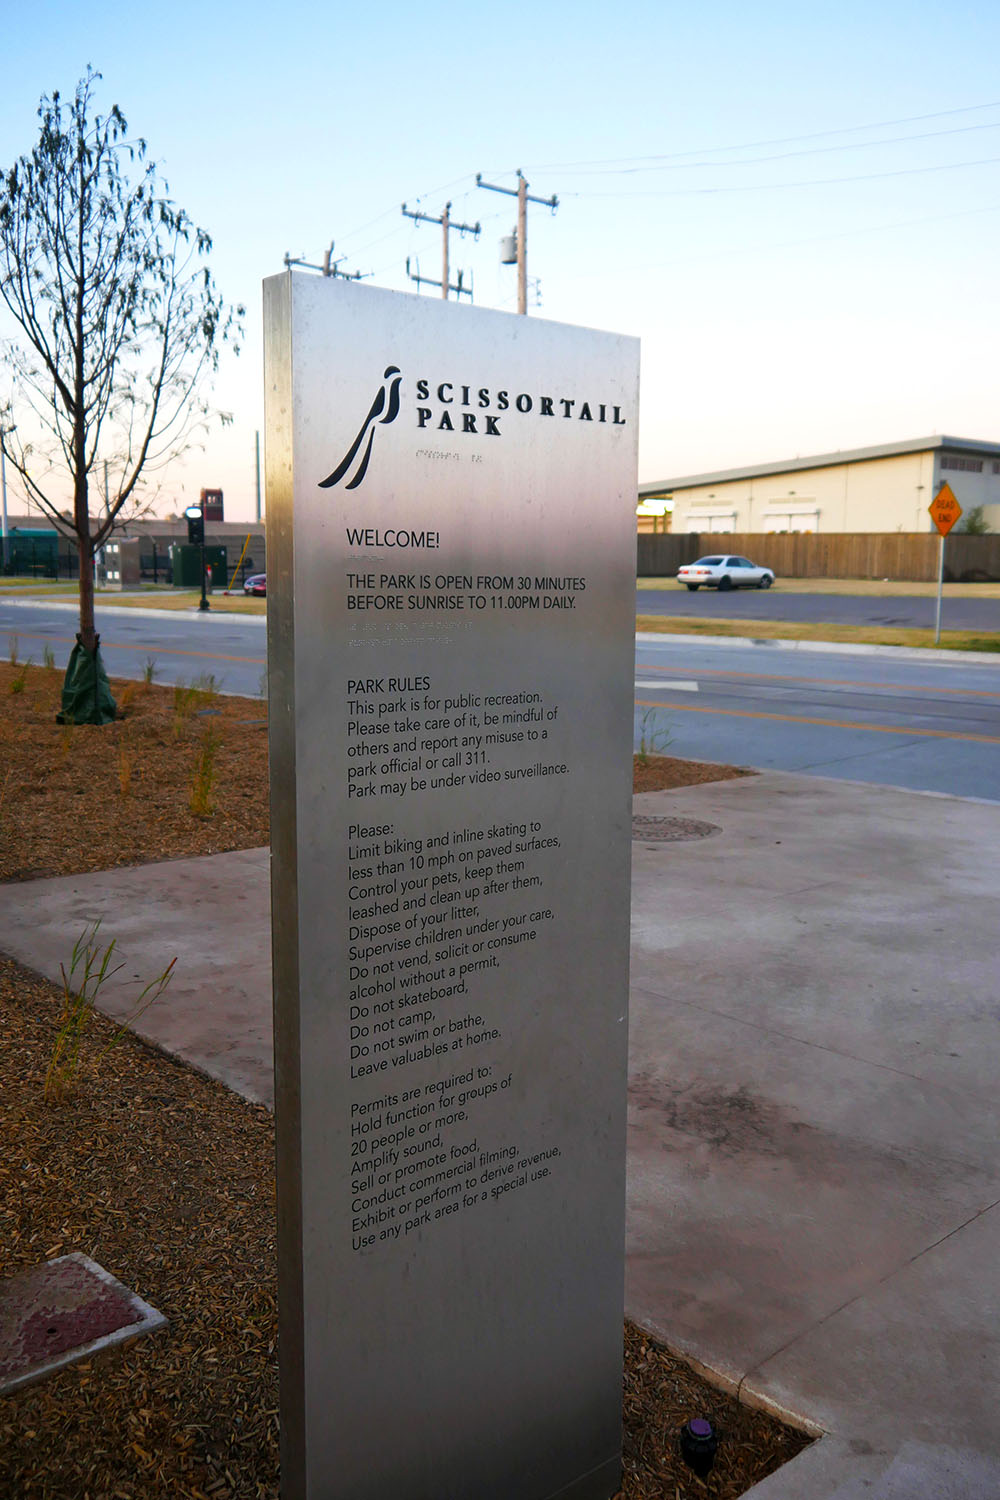 SCISSORTAIL
PARK
WELCOME!
THE PARK IS OPEN FROM 30 MINUTES
BEFORE SUNRISE TO 11.00PM DAILY.
PARK RULES
This park is for public recreation.
Please take care of it, be mindful of
others and report any misuse to a
park official or call 311.
Park may be under video surveillance.
Please:
Limit biking and inline skating to
less than 10 mph on paved surfaces,
Control your pets, keep them
leashed and clean up after them,
Dispose of your litter,
Supervise children under your care,
Do not vend, solicit or consume
alcohol without a permit,
Do not skateboard,
Do not camp,
Do not swim or bathe,
Leave valuables at home.
Permits are required to:
Hold function for groups of
20 people or more,
Amplify sound,
Sell or promote food,
Conduct commercial filming,
Exhibit or perform to derive revenue,
Use any park area for a special use.
DEAD
END